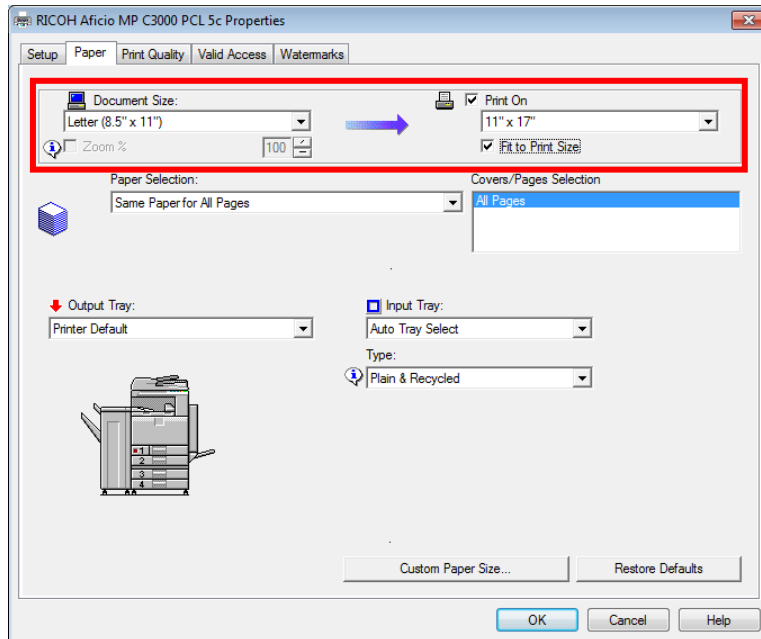 RICOH Aficio MP C3000 PCL 5c Properties
Setup Paper Print Quality Valid Access Watermarks
Document Size:
Print On
Letter (8.5" x 11")
11" x 17"
Zoom %
100
Fit to Print Size
Paper Selection:
Covers/Pages Selection
Same Paper for All Pages
All Pages
Output Tray:
Input Tray:
Printer Default
Auto Tray Select
Type:
Plain & Recycled
1
2
3
4
Custom Paper Size...
Restore Defaults
OK
Cancel
Help